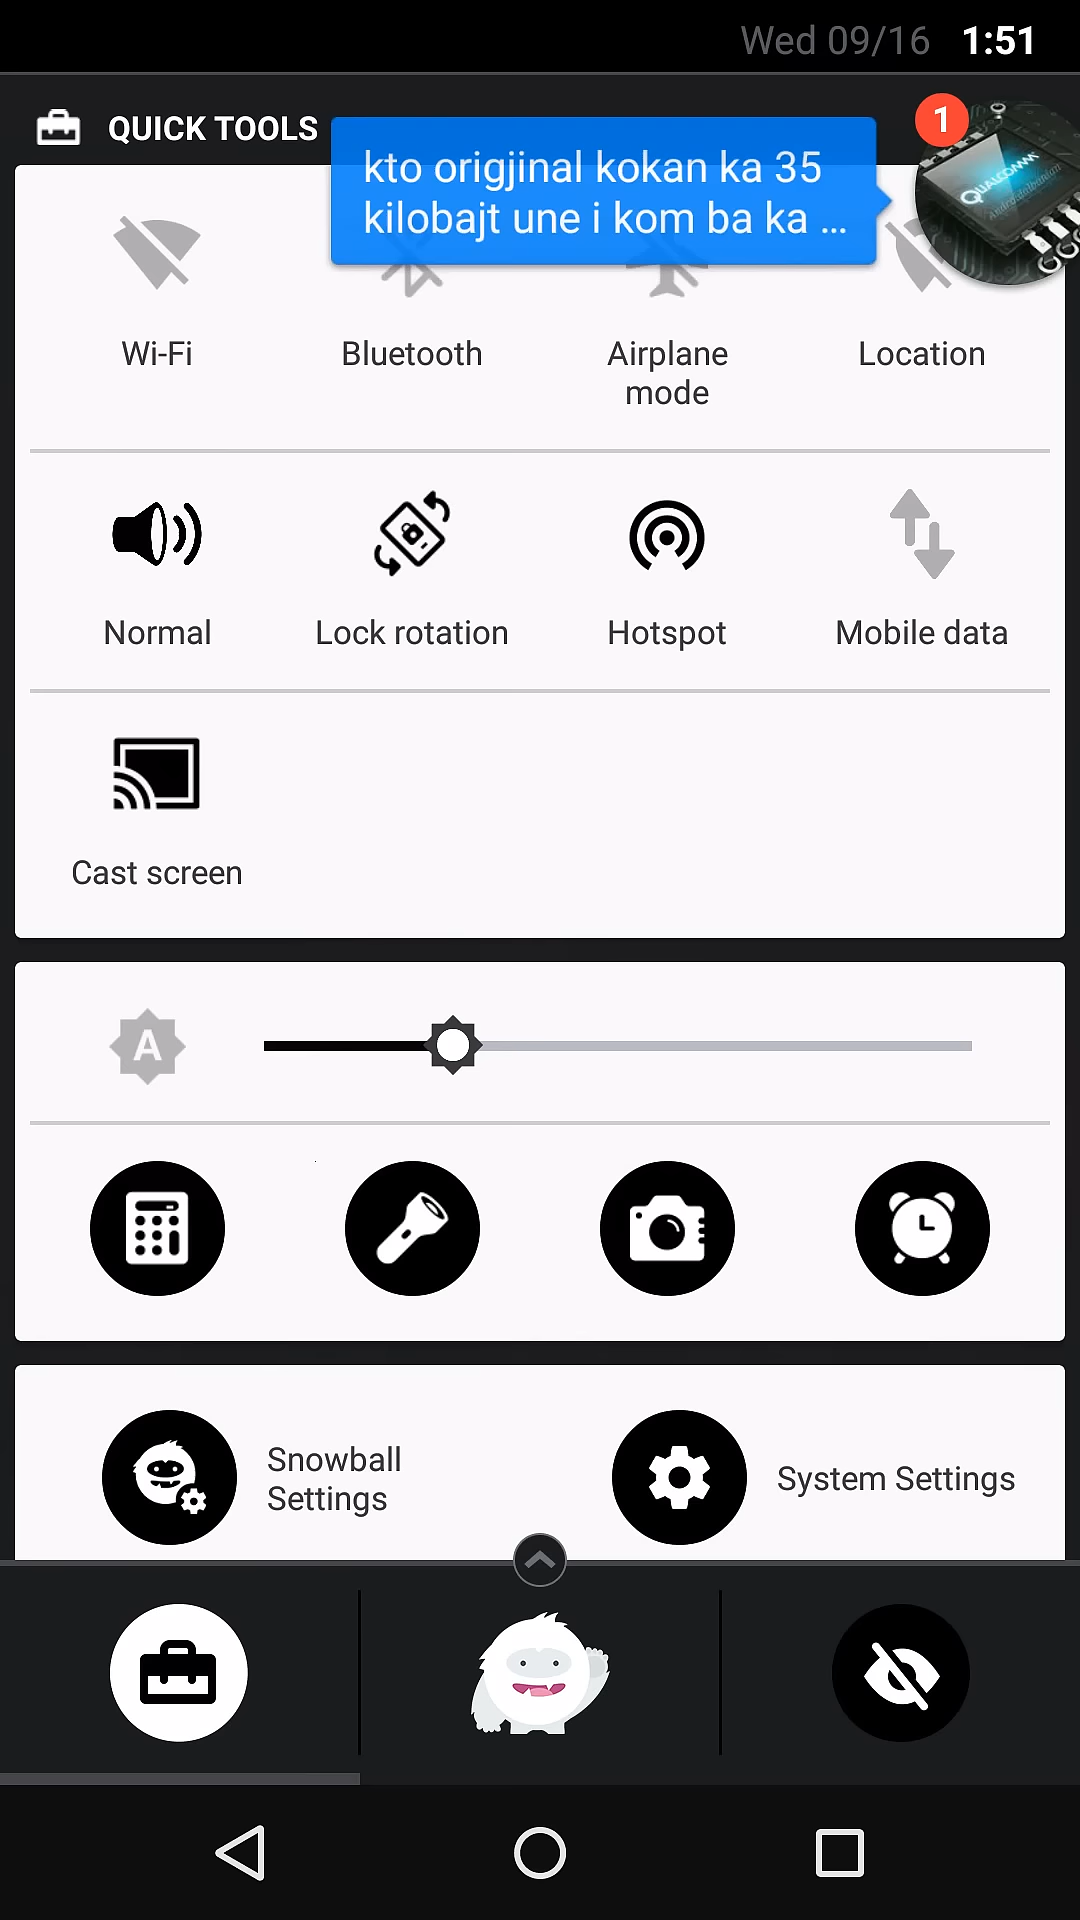 Wed 09/16 1:51
QUICK TOOLS
1
kto origjinal kokan ka 35
kilobajt une i kom ba ka ...
QUALCOMM
Wi-Fi
Bluetooth
Airplane
mode
Location
Normal
Lock rotation
Hotspot
Mobile data
Cast screen
A
Snowball
Settings
System Settings